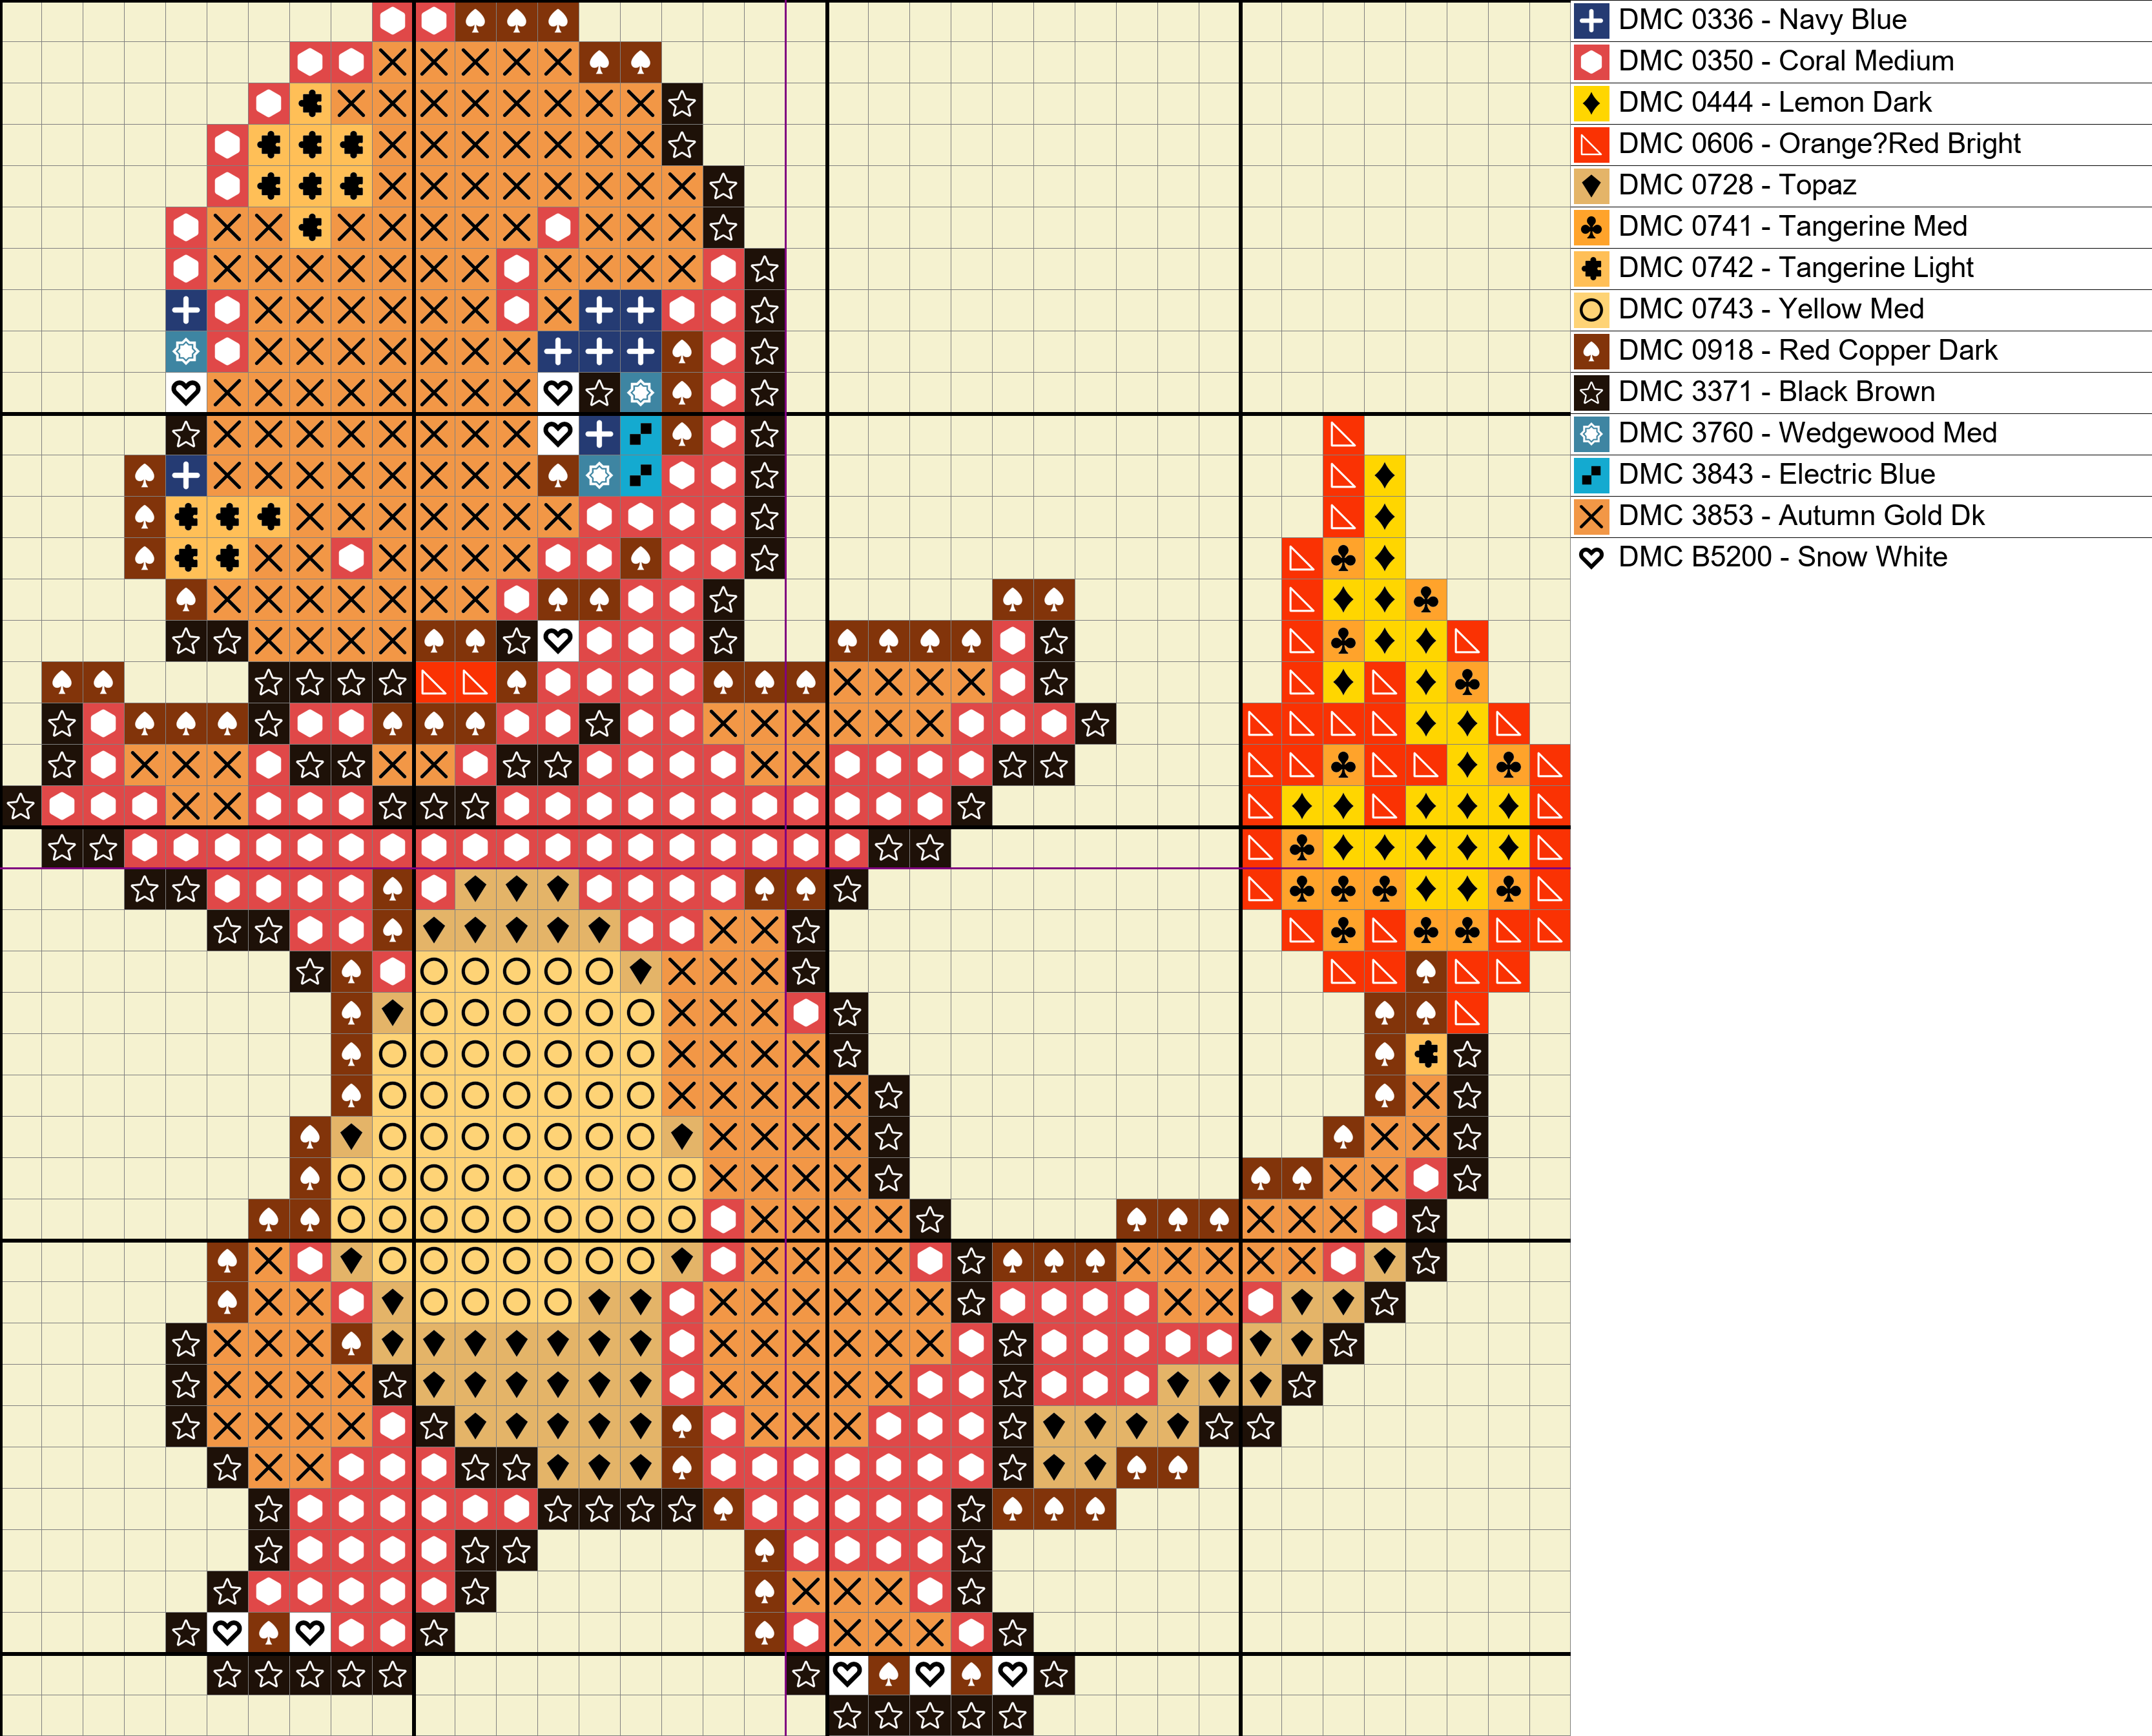 DMC 0336 - Navy Blue
DMC 0350 - Coral Medium
DMC 0444 - Lemon Dark
DMC 0606 - Orange?Red Bright
DMC 0728 - Topaz
DMC 0741 - Tangerine Med
DMC 0742 - Tangerine Light
DMC 0743 - Yellow Med
DMC 0918 - Red Copper Dark
DMC 3371 - Black Brown
DMC 3760 - Wedgewood Med
DMC 3843 - Electric Blue
DMC 3853 - Autumn Gold Dk
DMC B5200 - Snow White